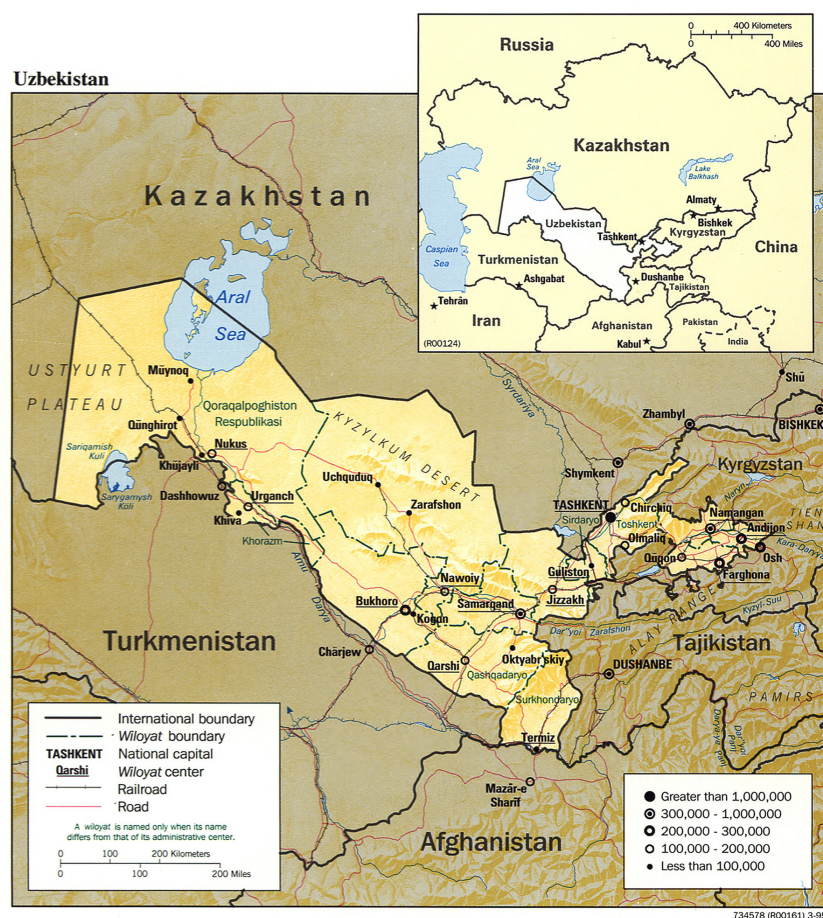 Uzbekistan
0 400 Kilometers
0 400 Miles
Russia
Kazakhstan
Aral
Sea
Lake
Balkhash
Almaty
Bishkek
Uzbekistan
Tashkent
Kyrgyzstan
China
Caspian
Sea
Turkmenistan
Ashgabat
Dushanbe
Tajikistan
Tehrān
Iran
Afghanistan
Kabul
Pakistan
India
(R00124)
Kazakhstan
Aral
Sea
USTYURT
PLATEAU
Mŭynoq
Qoraqalpoghiston
Respublikasi
Qŭnghirot
Nukus
Sariqamish
Kuli
Khŭjayli
Sarygamysh
Köli
Dashhowuz
Urganch
Khiva
Khorazm
KYZYLKUM DESERT
Uchquduq
Zarafshon
Syrdariya
Shū
Zhambyl
BISHKEK
Shymkent
Kyrgyzstan
TASHKENT
Chirchiq
Sirdaryo
Toshkent
Naryn
Namangan
TIEN
SHAN
Andijon
Olmaliq
Kara-Darya
Qŭqon
Osh
Farghona
Guliston
Nawoiy
Jizzakh
Bukhoro
Samarqand
Kogon
Amu
Darya
ALAY RANGE
Kyzyl-Suu
Dar"yoi Zarafshon
Turkmenistan
Chärjew
Qarshi
Oktyabr'skiy
Qashqadaryo
Tajikistan
DUSHANBE
Surkhondaryo
PAMIRS
Termiz
Mazār-e
Sharīf
Afghanistan
International boundary
Wiloyat boundary
TASHKENT National capital
Qarshi Wiloyat center
Railroad
Road
A wiloyat is named only when its name
differs from that of its administrative center.
0 100 200 Kilometers
0 100 200 Miles
Greater than 1,000,000
300,000 - 1,000,000
200,000 - 300,000
100,000 - 200,000
Less than 100,000